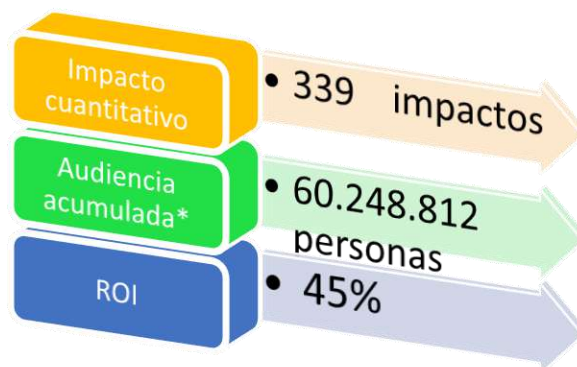 Impacto
cuantitativo
• 339 impactos
Audiencia
acumulada*
• 60.248.812
personas
ROI
• 45%